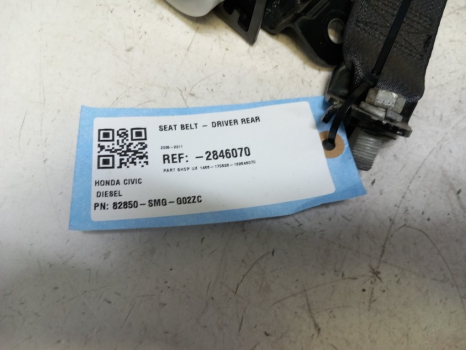 SEAT BELT - DRIVER REAR
REF: -2846070
HONDA CIVIC
DIESEL
PN: 82850-SMG-G02ZC